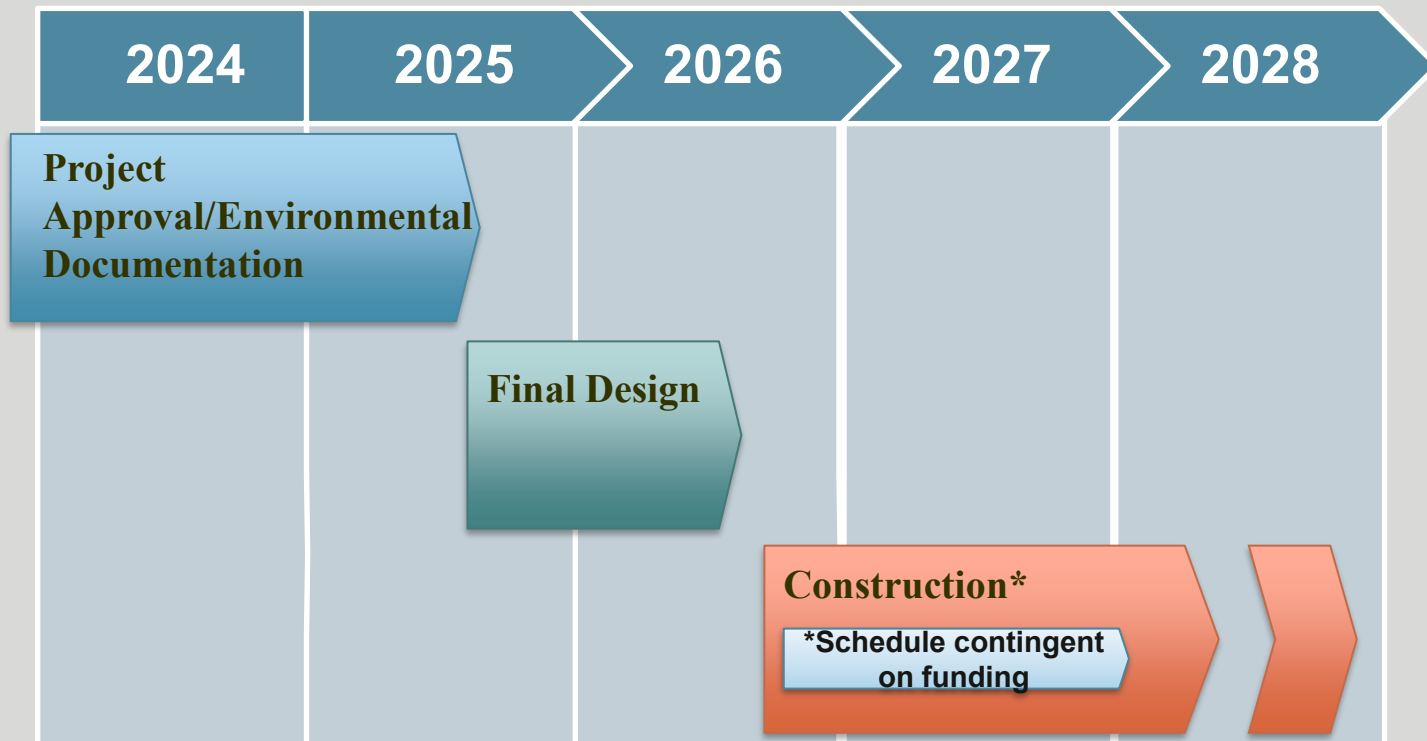 2024 2025 2026 2027 2028
Project
Approval/Environmental
Documentation
Final Design
Construction*
*Schedule contingent
on funding